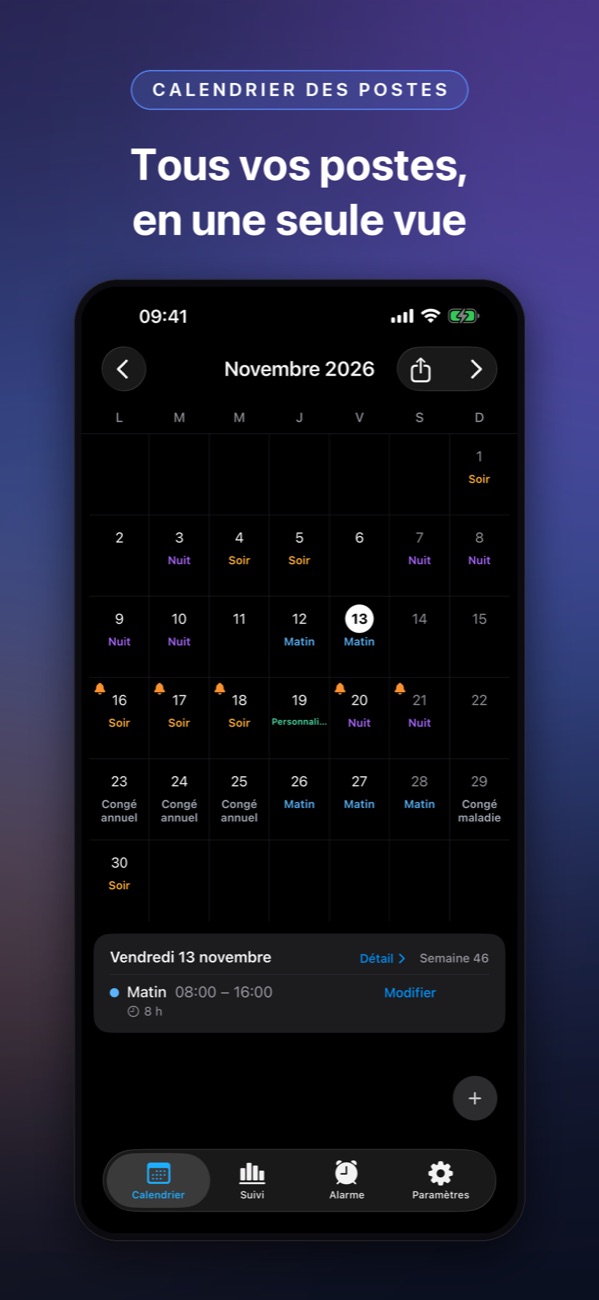 CALENDRIER DES POSTES
Tous vos postes,
en une seule vue
09:41
Novembre 2026
L M M J V S D
1
Soir
2 3 4 5 6 7 8
Nuit Soir Soir Nuit Nuit
9 10 11 12 13 14 15
Nuit Nuit Matin Matin
16 17 18 19 20 21 22
Soir Soir Soir Personnali... Nuit Nuit
23 24 25 26 27 28 29
Congé annuel Congé annuel Congé annuel Matin Matin Matin Congé maladie
30
Soir
Vendredi 13 novembre Détail > Semaine 46
Matin 08:00 – 16:00 Modifier
8 h
+
Calendrier Suivi Alarme Paramètres